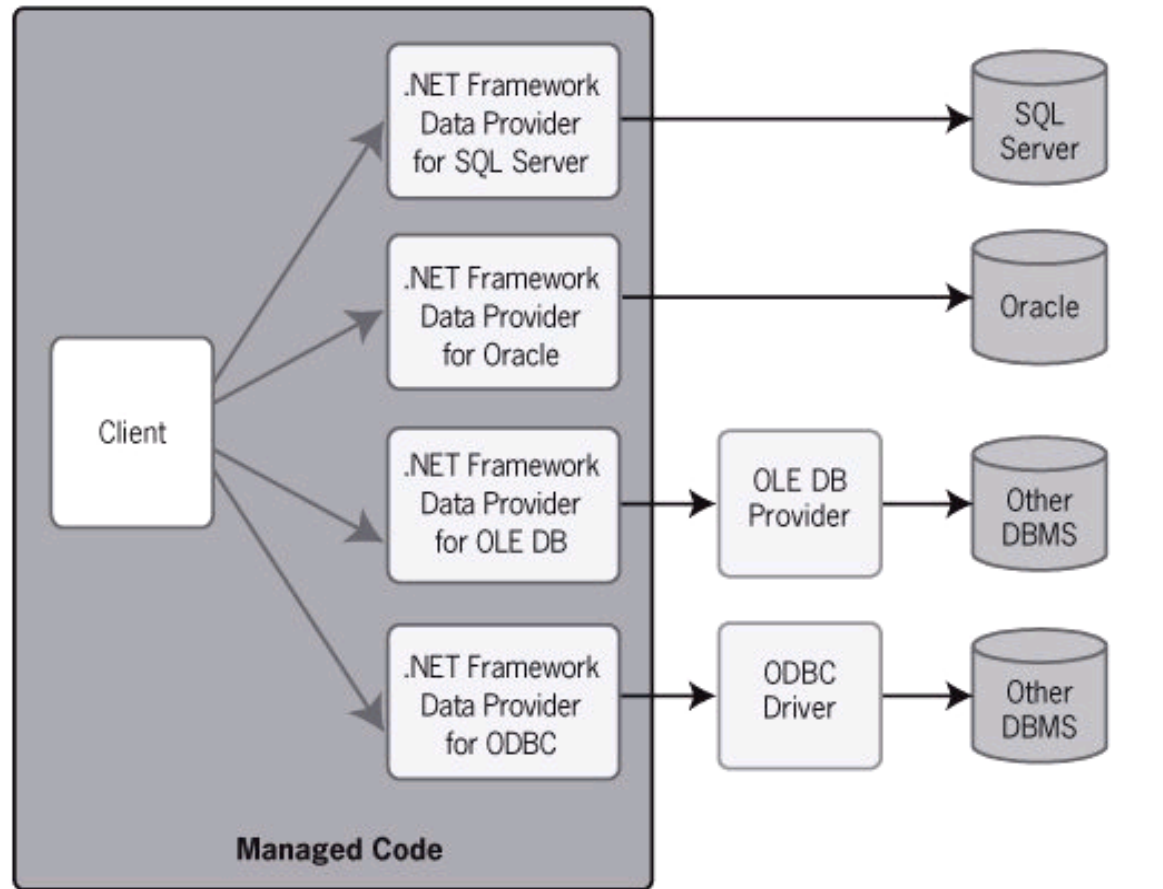 .NET Framework
Data Provider
for SQL Server
SQL
Server
.NET Framework
Data Provider
for Oracle
Oracle
Client
.NET Framework
Data Provider
for OLE DB
OLE DB
Provider
Other
DBMS
.NET Framework
Data Provider
for ODBC
ODBC
Driver
Other
DBMS
Managed Code